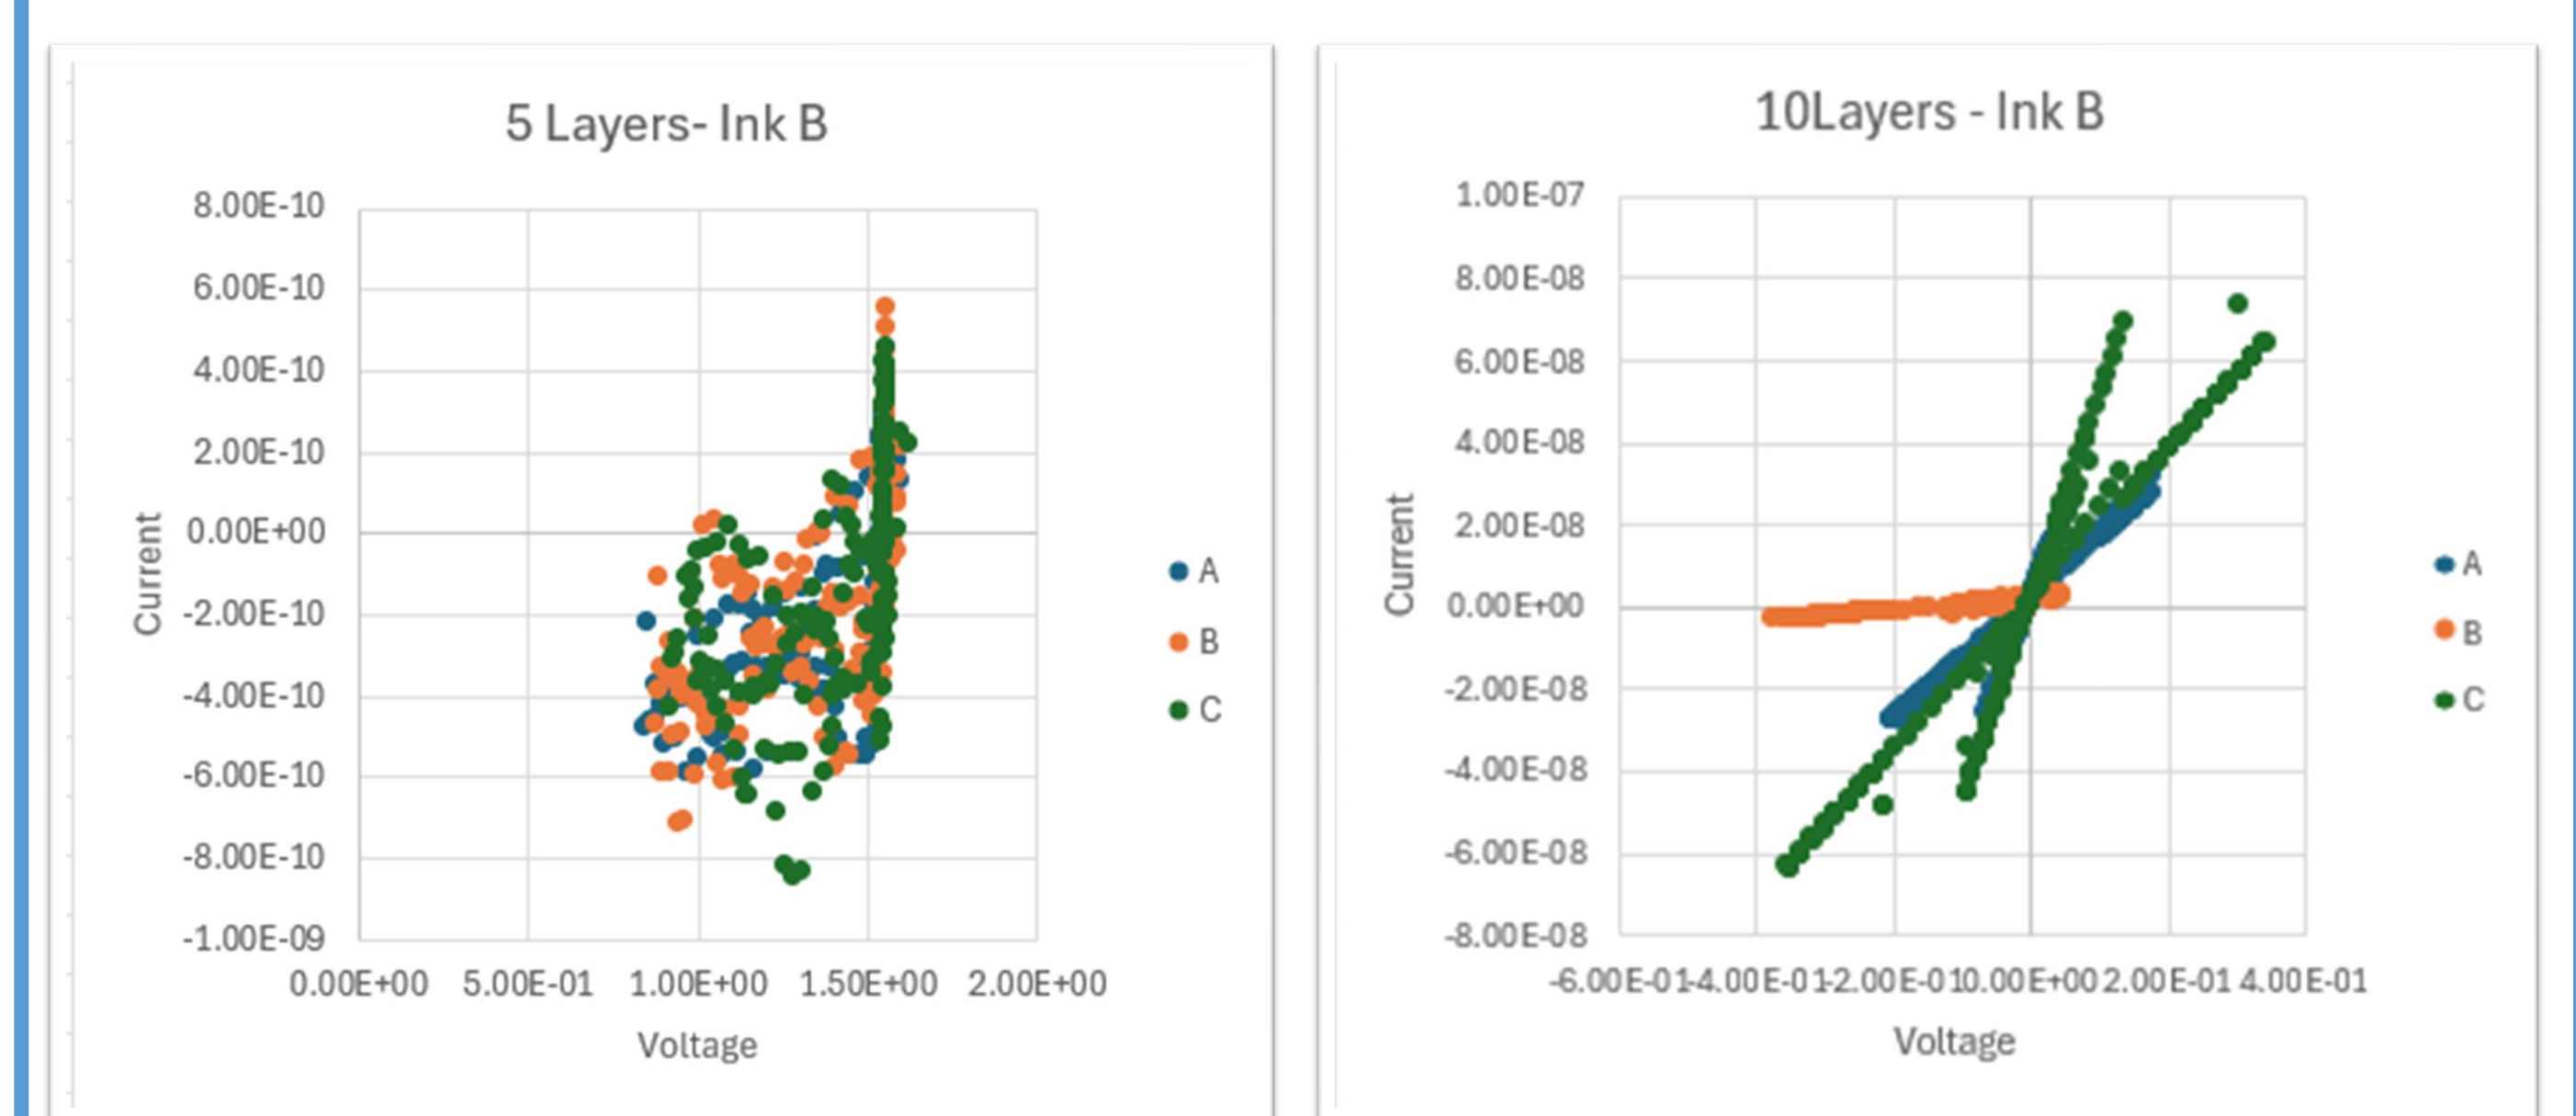 5 Layers- Ink B
8.00E-10
6.00E-10
4.00E-10
2.00E-10
0.00E+00
-2.00E-10
-4.00E-10
-6.00E-10
-8.00E-10
-1.00E-09
Current
0.00E+00 5.00E-01 1.00E+00 1.50E+00 2.00E+00
Voltage
A
B
C
10Layers - Ink B
1.00E-07
8.00E-08
6.00E-08
4.00E-08
2.00E-08
0.00E+00
-2.00E-08
-4.00E-08
-6.00E-08
-8.00E-08
Current
-6.00E-01 -4.00E-01 -2.00E-01 0.00E+00 2.00E-01 4.00E-01
Voltage
A
B
C